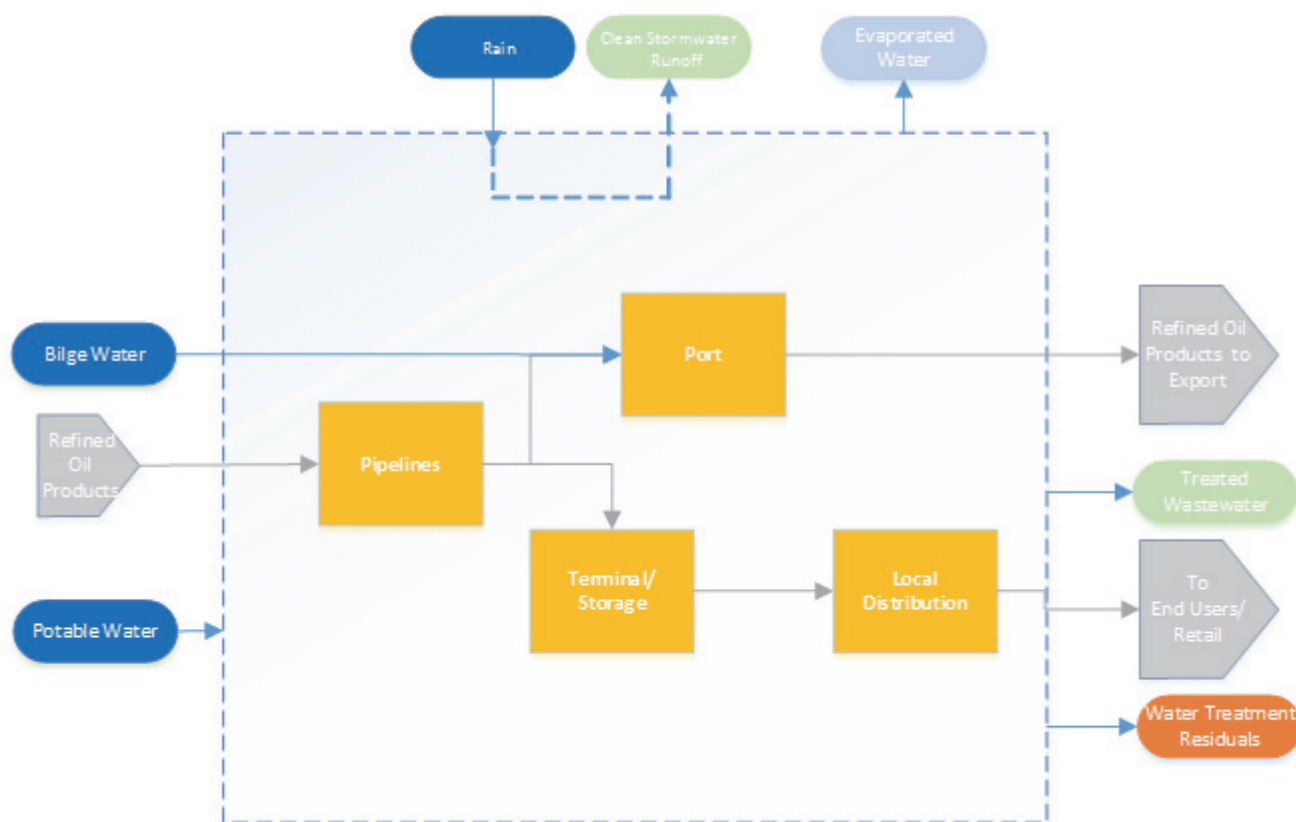 Rain
Clean Stormwater
Runoff
Evaporated
Water
Bilge Water
Port
Refined Oil
Products to
Export
Refined
Oil
Products
Pipelines
Treated
Wastewater
Terminal/
Storage
Local
Distribution
To
End Users/
Retail
Potable Water
Water Treatment
Residuals